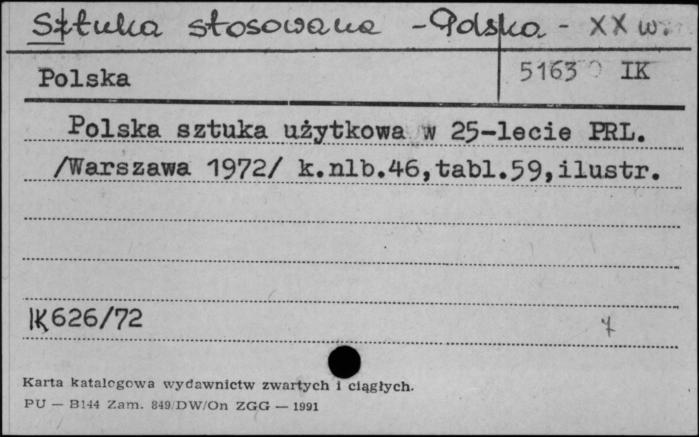 Sztuka stosowana - Polska - XX w.
Polska 5163 IK
Polska sztuka użytkowa w 25-lecie PRL.
/Warszawa 1972/ k.nlb.46,tabl.59,ilustr.
IK626/72 7
Karta katalogowa wydawnictw zwartych i ciągłych.
PU — B144 Zam. 849/DW/On ZGG — 1991